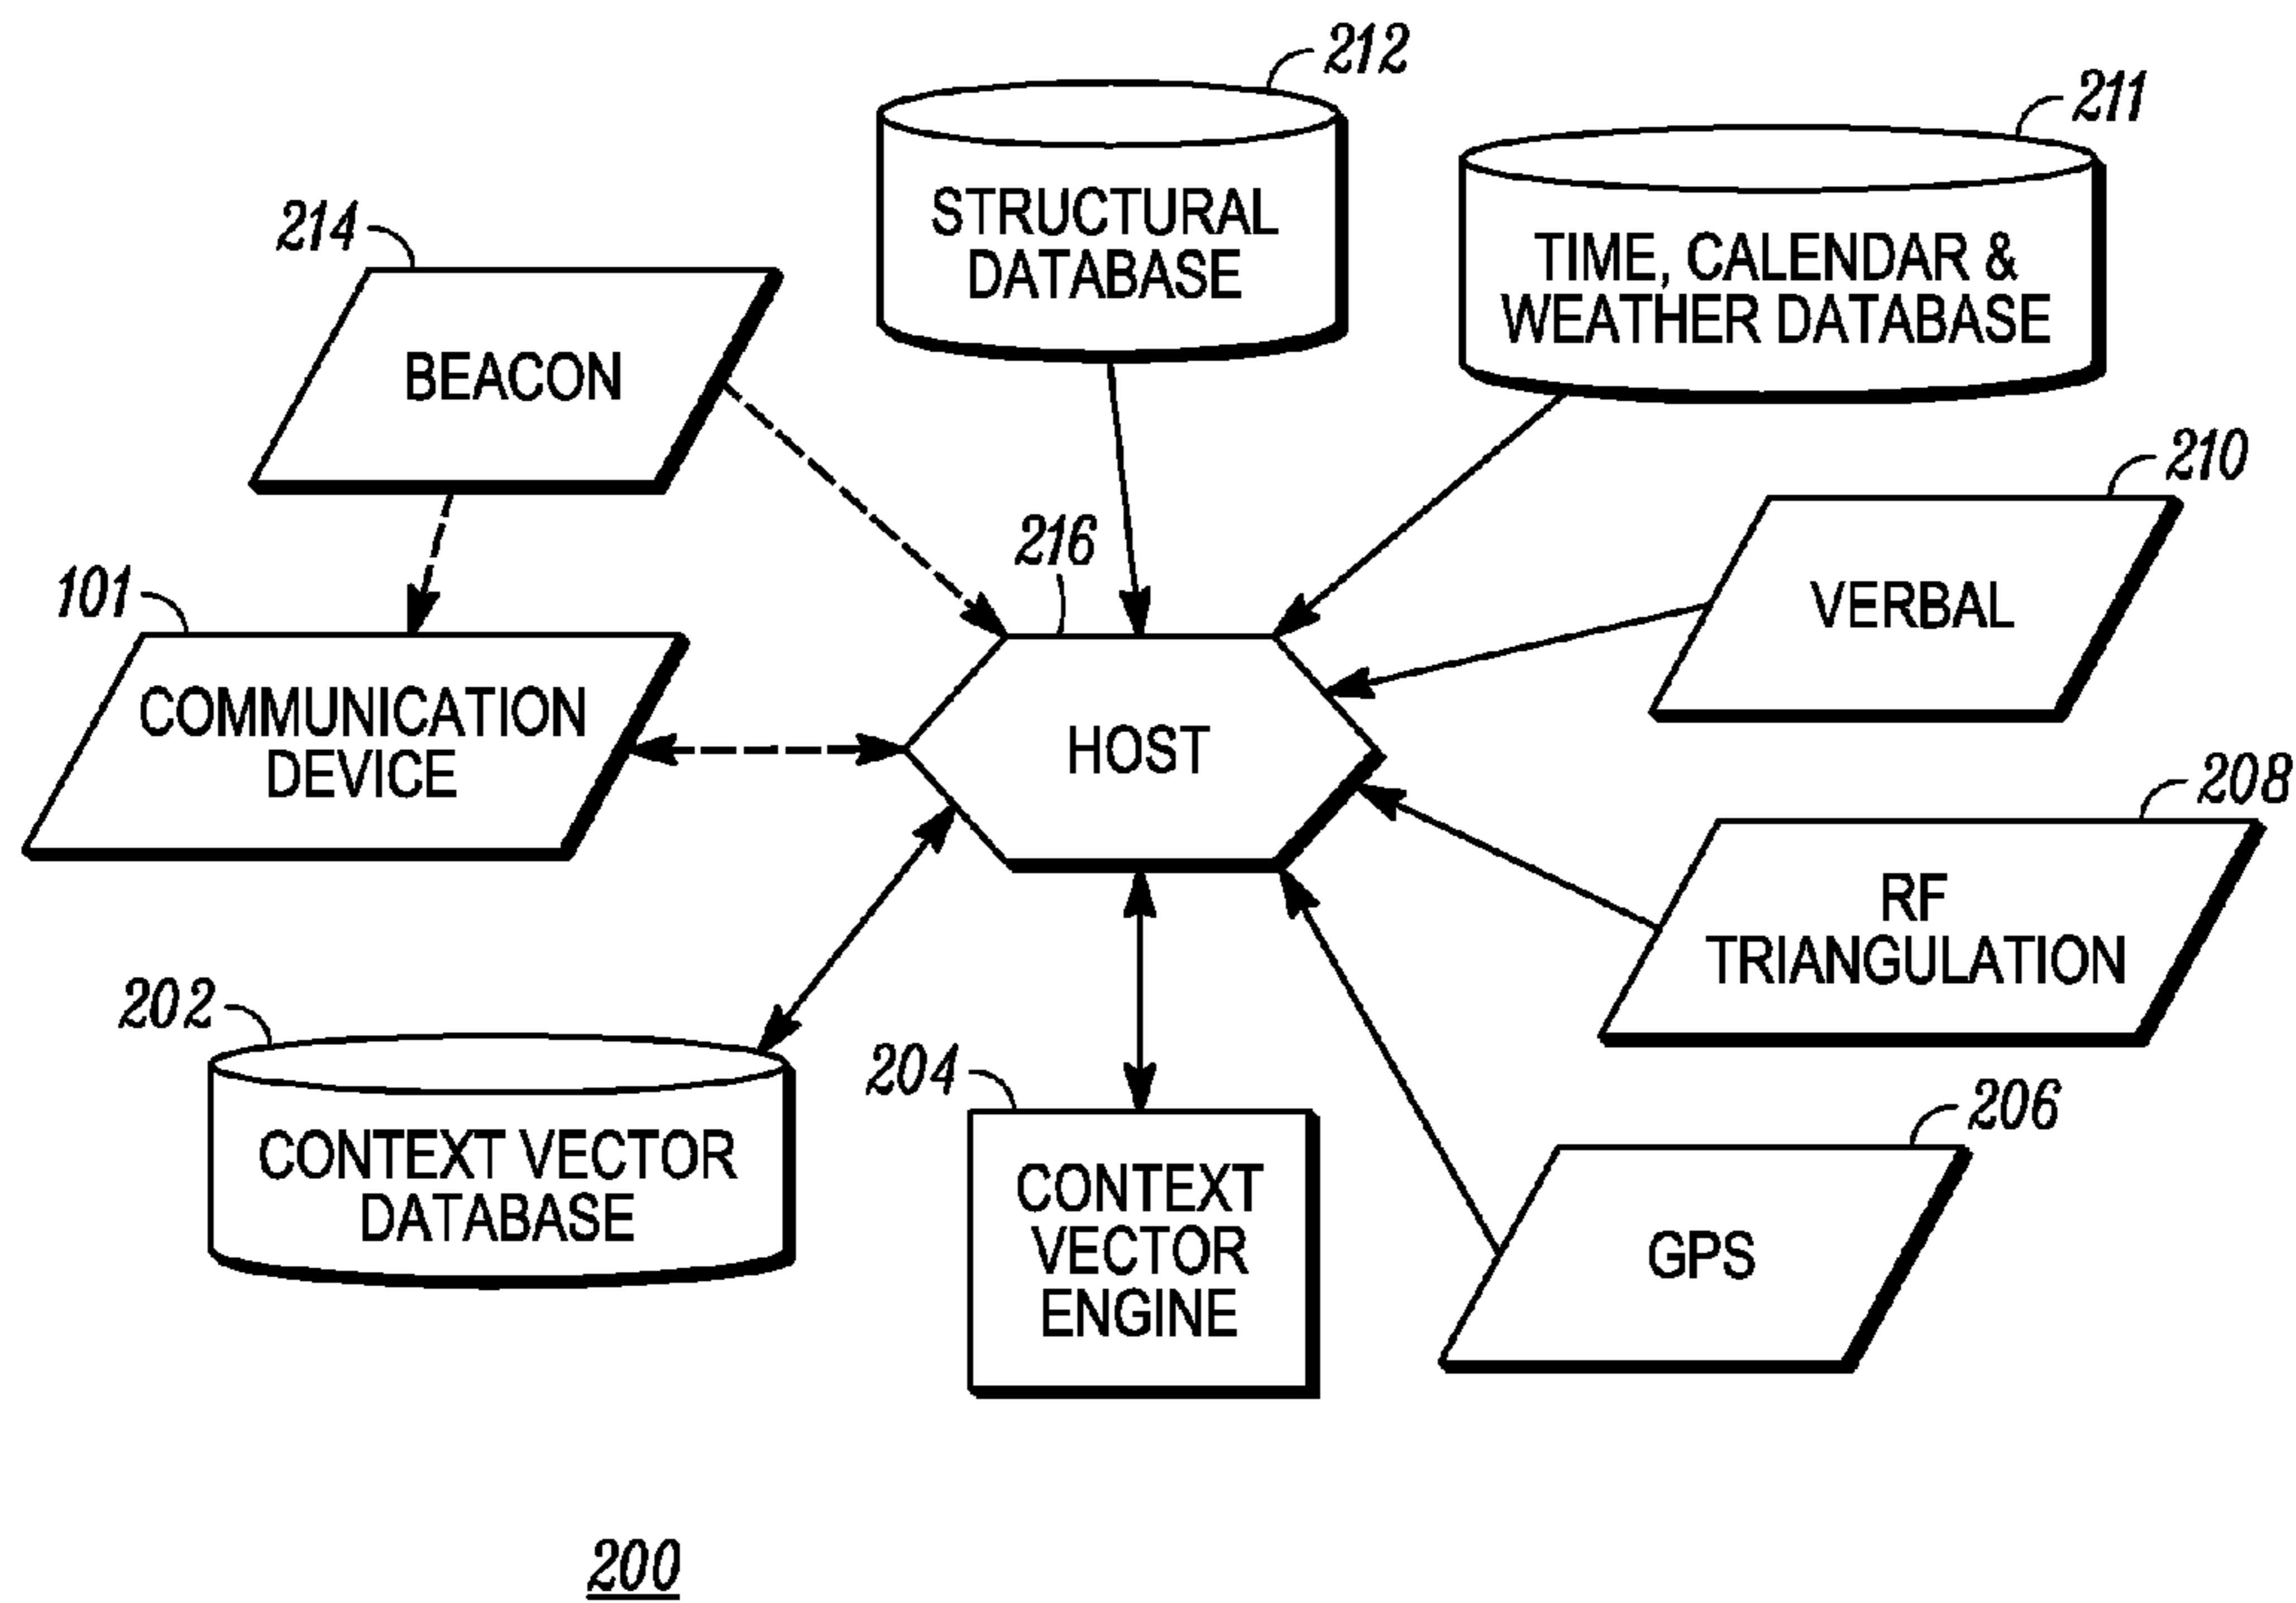 212
211
STRUCTURAL
DATABASE
TIME, CALENDAR &
WEATHER DATABASE
214
BEACON
210
VERBAL
216
HOST
101
COMMUNICATION
DEVICE
208
RF
TRIANGULATION
202
CONTEXT VECTOR
DATABASE
204
CONTEXT
VECTOR
ENGINE
206
GPS
200